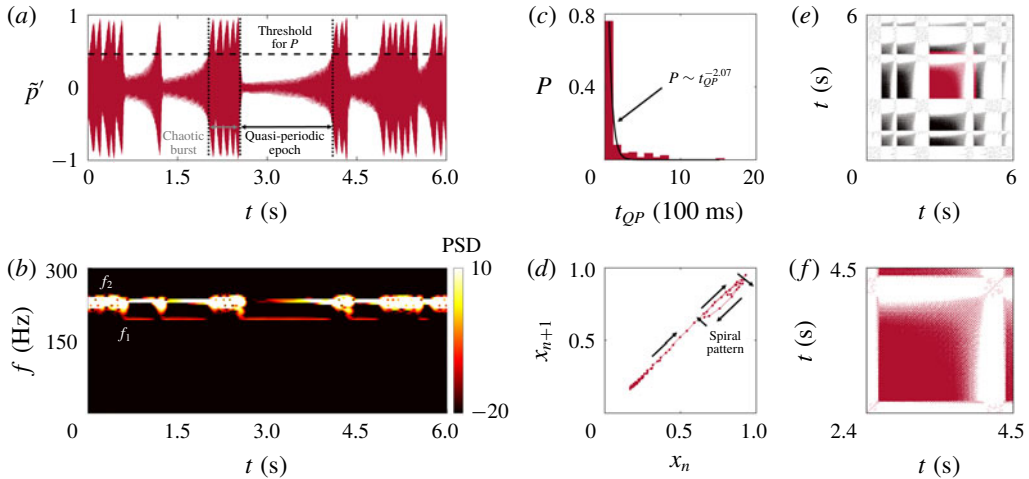 (a)
1
p̃′
0
−1
Threshold
for P
Chaotic
burst
Quasi-periodic
epoch
0 1.5 3.0 4.5 6.0
t (s)
(b)
300
f (Hz)
150
0
f₂
f₁
PSD
10
−20
0 1.5 3.0 4.5 6.0
t (s)
(c)
0.8
P
0.4
0
P ∼ t_QP^−2.07
0 10 20
t_QP (100 ms)
(d)
1.0
xₙ₊₁
0.5
Spiral
pattern
0 0.5 1.0
xₙ
(e)
6
t (s)
0 6
t (s)
(f)
4.5
t (s)
2.4 4.5
t (s)